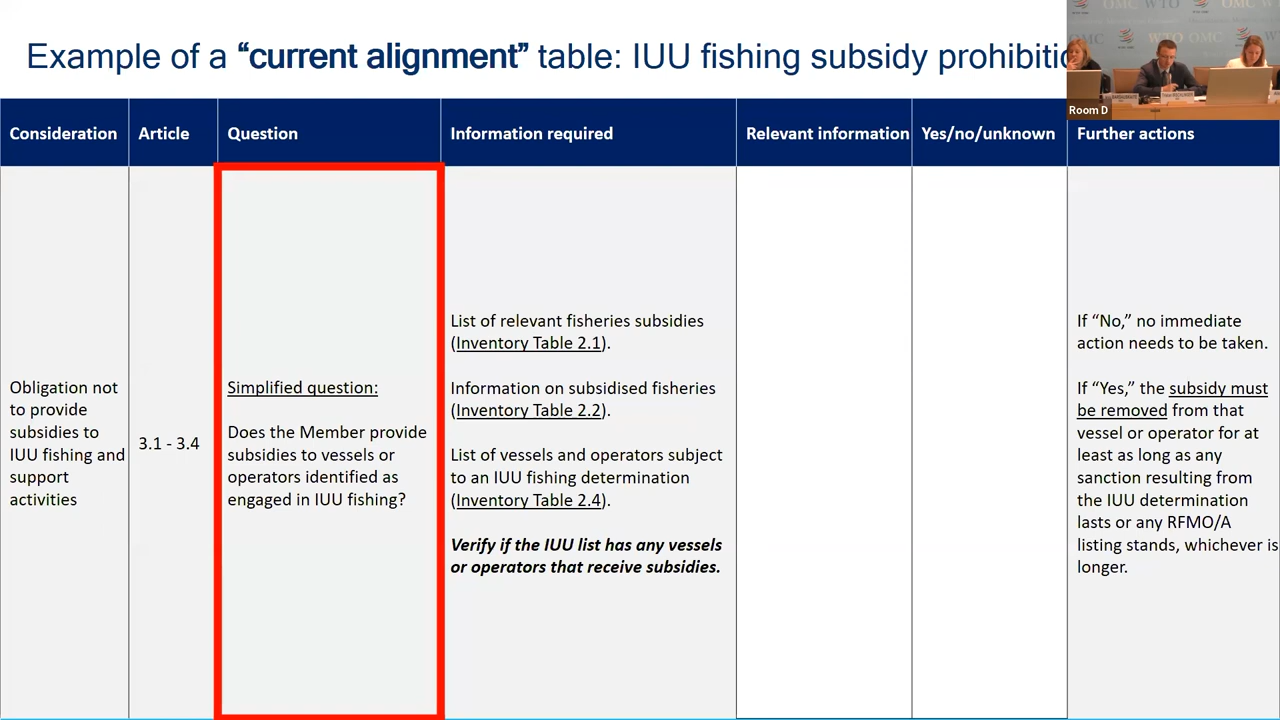 Example of a “current alignment” table: IUU fishing subsidy
OMC WTO
OMC
WTO OMC
Room D
Consideration
Article
Question
Information required
Relevant information
Yes/no/unknown
Further actions
Obligation not
to provide
subsidies to
IUU fishing and
support
activities
3.1 - 3.4
Simplified question:
Does the Member provide
subsidies to vessels or
operators identified as
engaged in IUU fishing?
List of relevant fisheries subsidies
(Inventory Table 2.1).
Information on subsidised fisheries
(Inventory Table 2.2).
List of vessels and operators subject
to an IUU fishing determination
(Inventory Table 2.4).
Verify if the IUU list has any vessels
or operators that receive subsidies.
If “No,” no immediate
action needs to be taken.
If “Yes,” the subsidy must
be removed from that
vessel or operator for at
least as long as any
sanction resulting from
the IUU determination
lasts or any RFMO/A
listing stands, whichever is
longer.